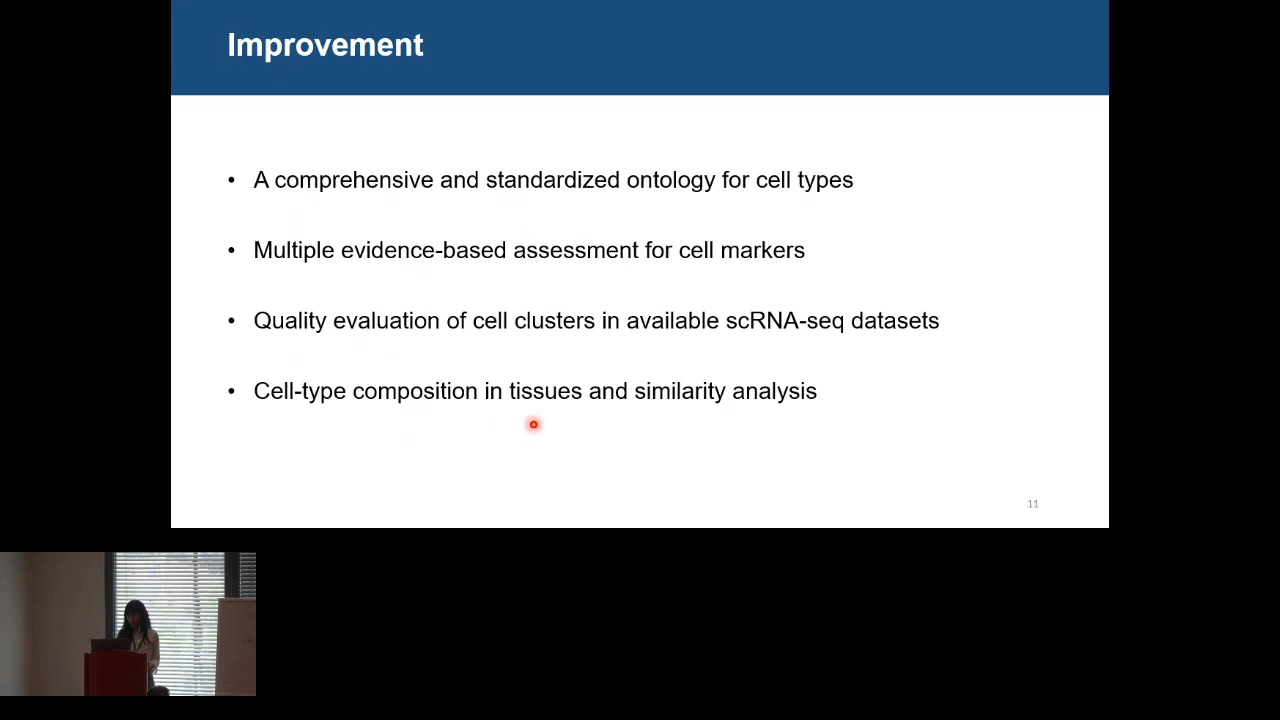 Improvement
• A comprehensive and standardized ontology for cell types
• Multiple evidence-based assessment for cell markers
• Quality evaluation of cell clusters in available scRNA-seq datasets
• Cell-type composition in tissues and similarity analysis
11